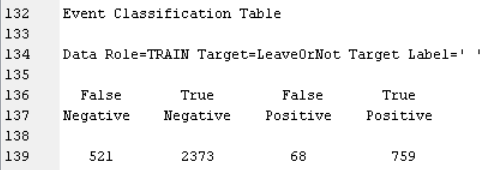 132 Event Classification Table
133
134 Data Role=TRAIN Target=LeaveOrNot Target Label=' '
135
136 False True False True
137 Negative Negative Positive Positive
138
139 521 2373 68 759